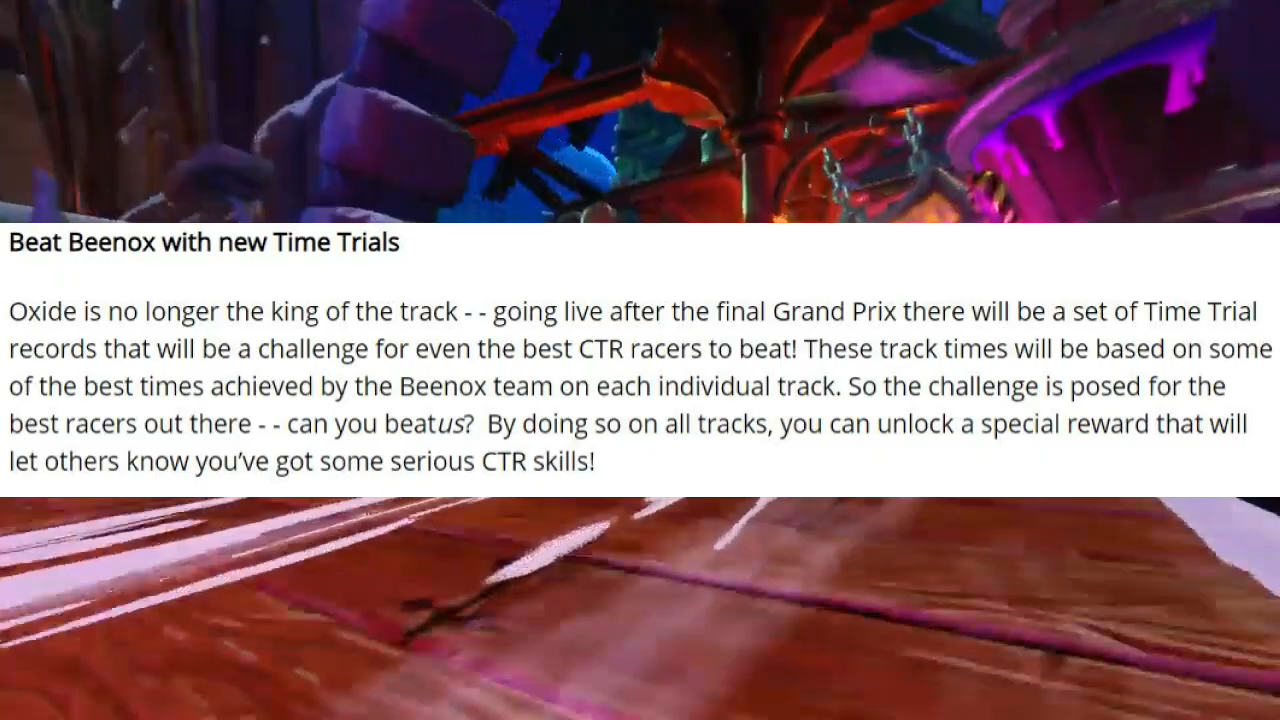 Beat Beenox with new Time Trials
Oxide is no longer the king of the track - - going live after the final Grand Prix there will be a set of Time Trial
records that will be a challenge for even the best CTR racers to beat! These track times will be based on some
of the best times achieved by the Beenox team on each individual track. So the challenge is posed for the
best racers out there - - can you beatus?  By doing so on all tracks, you can unlock a special reward that will
let others know you’ve got some serious CTR skills!